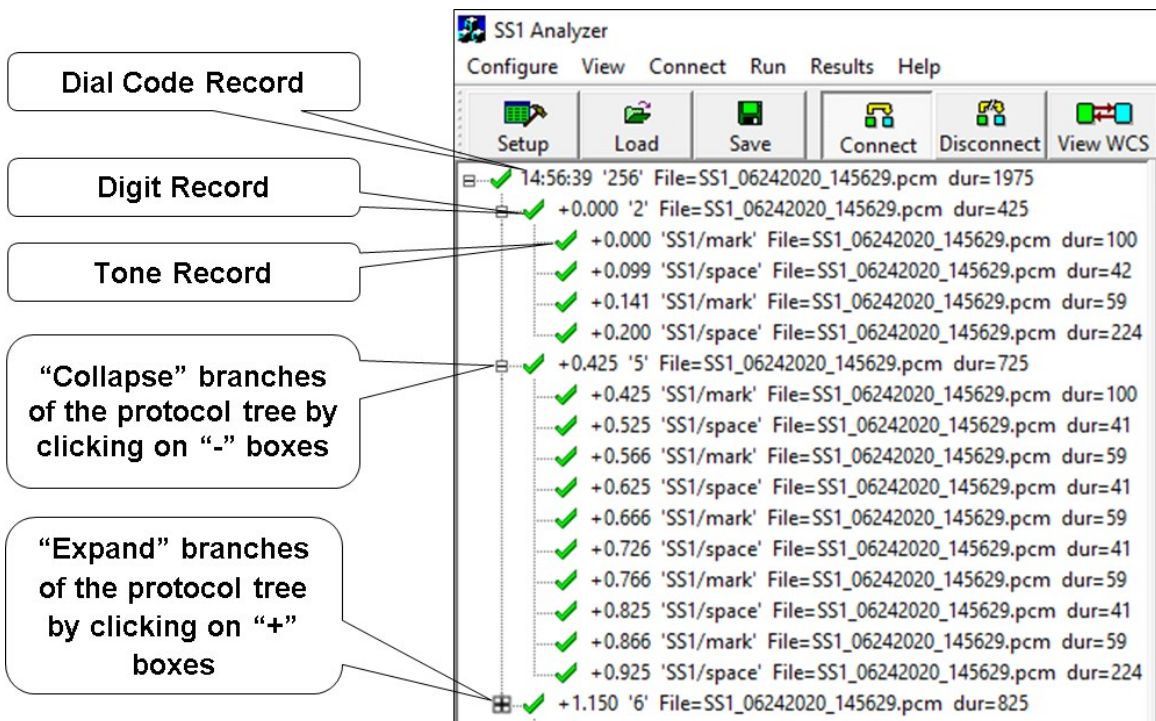 SS1 Analyzer
Configure View Connect Run Results Help
Setup Load Save Connect Disconnect View WCS
Dial Code Record
Digit Record
Tone Record
“Collapse” branches
of the protocol tree by
clicking on “-” boxes
“Expand” branches
of the protocol tree
by clicking on “+”
boxes
14:56:39 '256' File=SS1_06242020_145629.pcm dur=1975
+0.000 '2' File=SS1_06242020_145629.pcm dur=425
+0.000 'SS1/mark' File=SS1_06242020_145629.pcm dur=100
+0.099 'SS1/space' File=SS1_06242020_145629.pcm dur=42
+0.141 'SS1/mark' File=SS1_06242020_145629.pcm dur=59
+0.200 'SS1/space' File=SS1_06242020_145629.pcm dur=224
+0.425 '5' File=SS1_06242020_145629.pcm dur=725
+0.425 'SS1/mark' File=SS1_06242020_145629.pcm dur=100
+0.525 'SS1/space' File=SS1_06242020_145629.pcm dur=41
+0.566 'SS1/mark' File=SS1_06242020_145629.pcm dur=59
+0.625 'SS1/space' File=SS1_06242020_145629.pcm dur=41
+0.666 'SS1/mark' File=SS1_06242020_145629.pcm dur=59
+0.726 'SS1/space' File=SS1_06242020_145629.pcm dur=41
+0.766 'SS1/mark' File=SS1_06242020_145629.pcm dur=59
+0.825 'SS1/space' File=SS1_06242020_145629.pcm dur=41
+0.866 'SS1/mark' File=SS1_06242020_145629.pcm dur=59
+0.925 'SS1/space' File=SS1_06242020_145629.pcm dur=224
+1.150 '6' File=SS1_06242020_145629.pcm dur=825